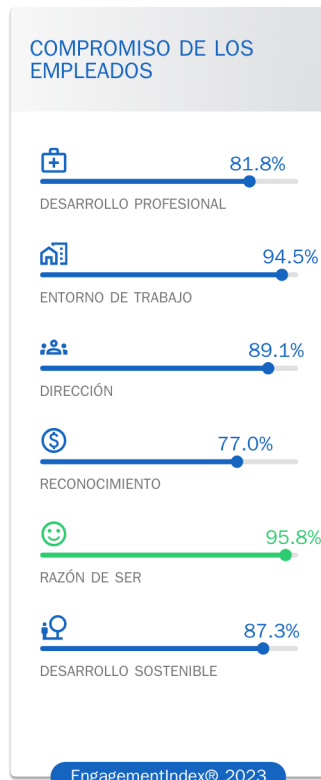 COMPROMISO DE LOS
EMPLEADOS
81.8%
DESARROLLO PROFESIONAL
94.5%
ENTORNO DE TRABAJO
89.1%
DIRECCIÓN
77.0%
RECONOCIMIENTO
95.8%
RAZÓN DE SER
87.3%
DESARROLLO SOSTENIBLE
EngagementIndex® 2023